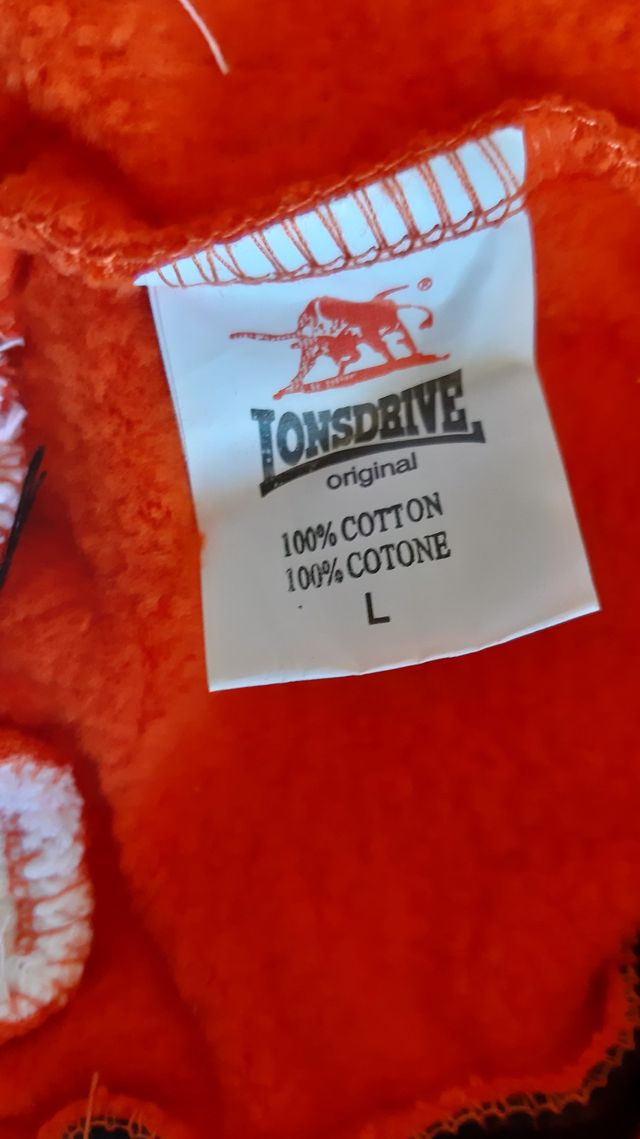 ®
LONSDRIVE
original
100% COTTON
100% COTONE
L